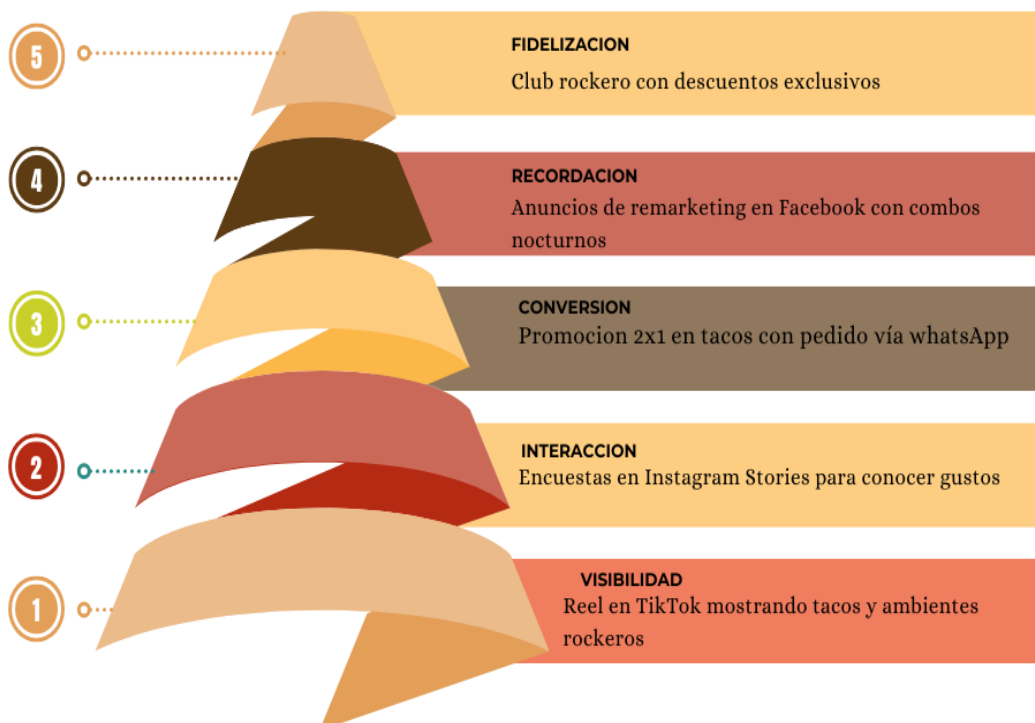 5
FIDELIZACION
Club rockero con descuentos exclusivos
4
RECORDACION
Anuncios de remarketing en Facebook con combos
nocturnos
3
CONVERSION
Promocion 2x1 en tacos con pedido vía whatsApp
2
INTERACCION
Encuestas en Instagram Stories para conocer gustos
1
VISIBILIDAD
Reel en TikTok mostrando tacos y ambientes
rockeros